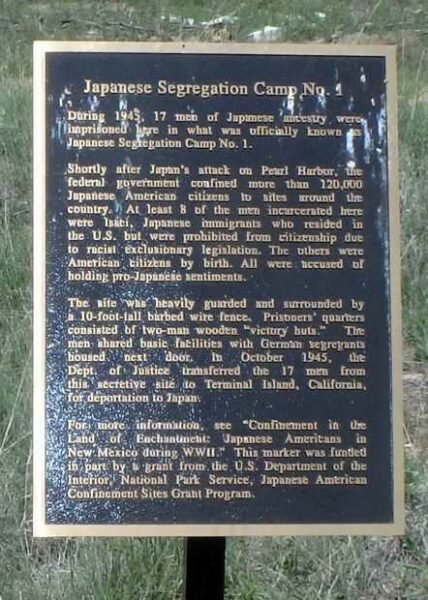 Japanese Segregation Camp No. 1
During 1945, 17 men of Japanese ancestry were
imprisoned here in what was officially known as
Japanese Segregation Camp No. 1.
Shortly after Japan's attack on Pearl Harbor, the
federal government confined more than 120,000
Japanese American citizens to sites around the
country. At least 8 of the men incarcerated here
were Issei, Japanese immigrants who resided in
the U.S. but were prohibited from citizenship due
to racist exclusionary legislation. The others were
American citizens by birth. All were accused of
holding pro-Japanese sentiments.
The site was heavily guarded and surrounded by
a 10-foot-tall barbed wire fence. Prisoners' quarters
consisted of two-man wooden "victory huts." The
men shared basic facilities with German segregants
housed next door. In October 1945, the
Dept. of Justice transferred the 17 men from
this secretive site to Terminal Island, California,
for deportation to Japan.
For more information, see "Confinement in the
Land of Enchantment: Japanese Americans in
New Mexico during WWII." This marker was funded
in part by a grant from the U.S. Department of the
Interior, National Park Service, Japanese American
Confinement Sites Grant Program.